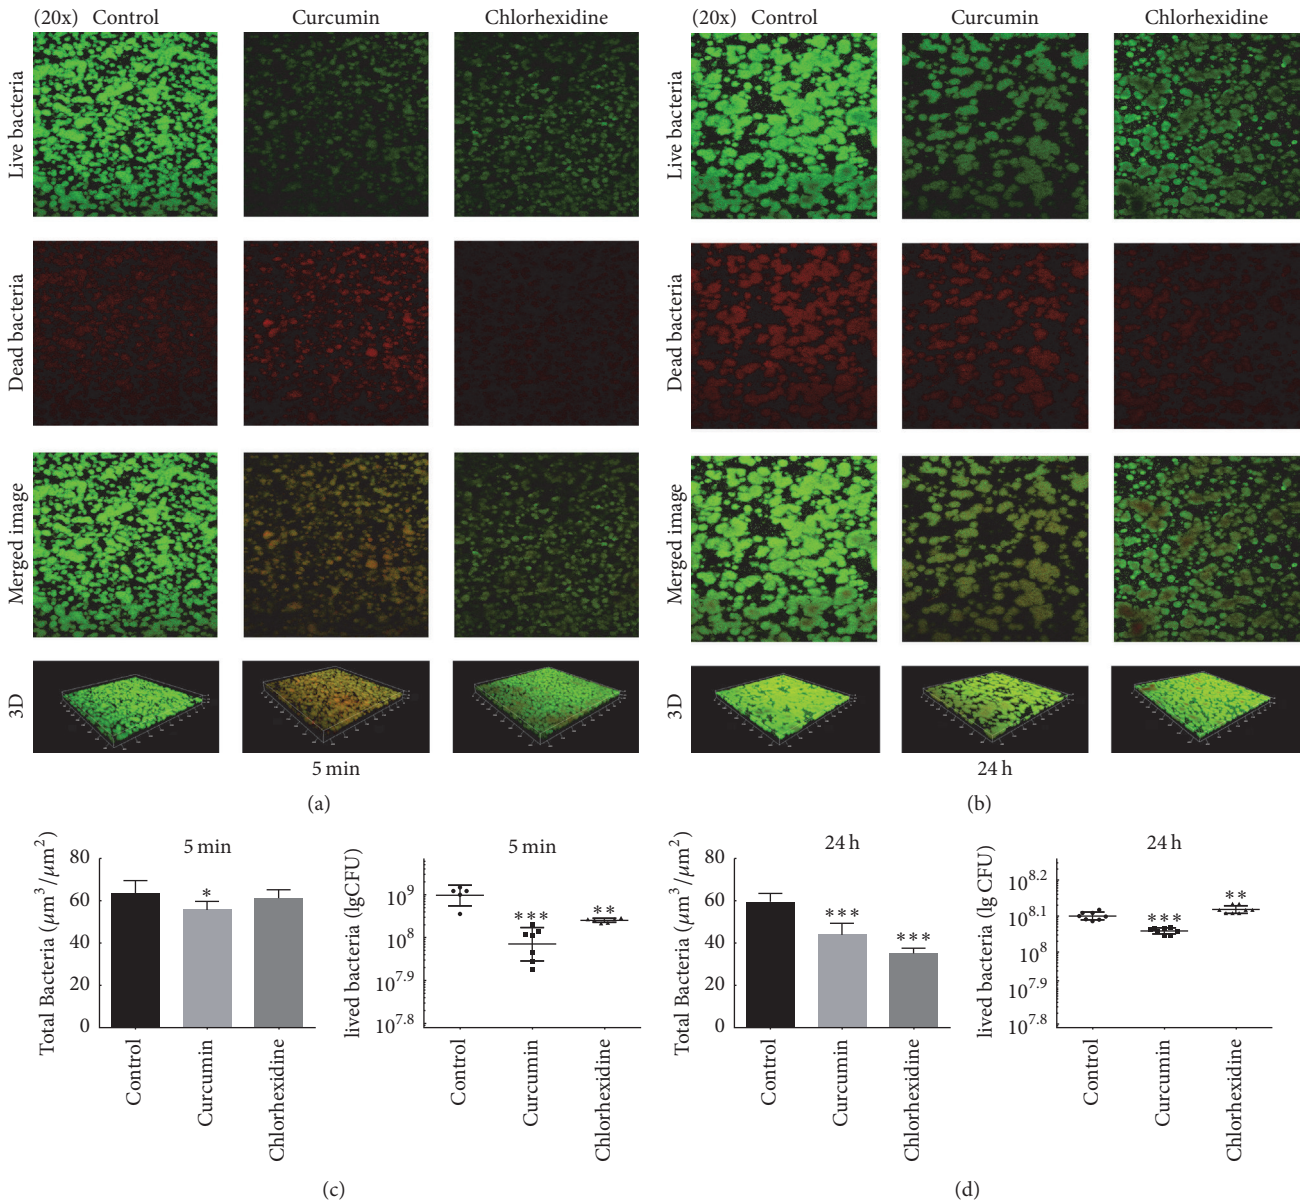 (20x) Control Curcumin Chlorhexidine
Live bacteria
Dead bacteria
Merged image
3D
5 min
(a)
(20x) Control Curcumin Chlorhexidine
Live bacteria
Dead bacteria
Merged image
3D
24 h
(b)
5 min
Total Bacteria (μm³/μm²)
80
60
40
20
0
*
Control
Curcumin
Chlorhexidine
5 min
lived bacteria (lgCFU)
10⁹
10⁸
10⁷·⁹
10⁷·⁸
***
**
Control
Curcumin
Chlorhexidine
(c)
24 h
Total Bacteria (μm³/μm²)
80
60
40
20
0
***
***
Control
Curcumin
Chlorhexidine
24 h
lived bacteria (lg CFU)
10⁸·²
10⁸·¹
10⁸
10⁷·⁹
10⁷·⁸
***
**
Control
Curcumin
Chlorhexidine
(d)